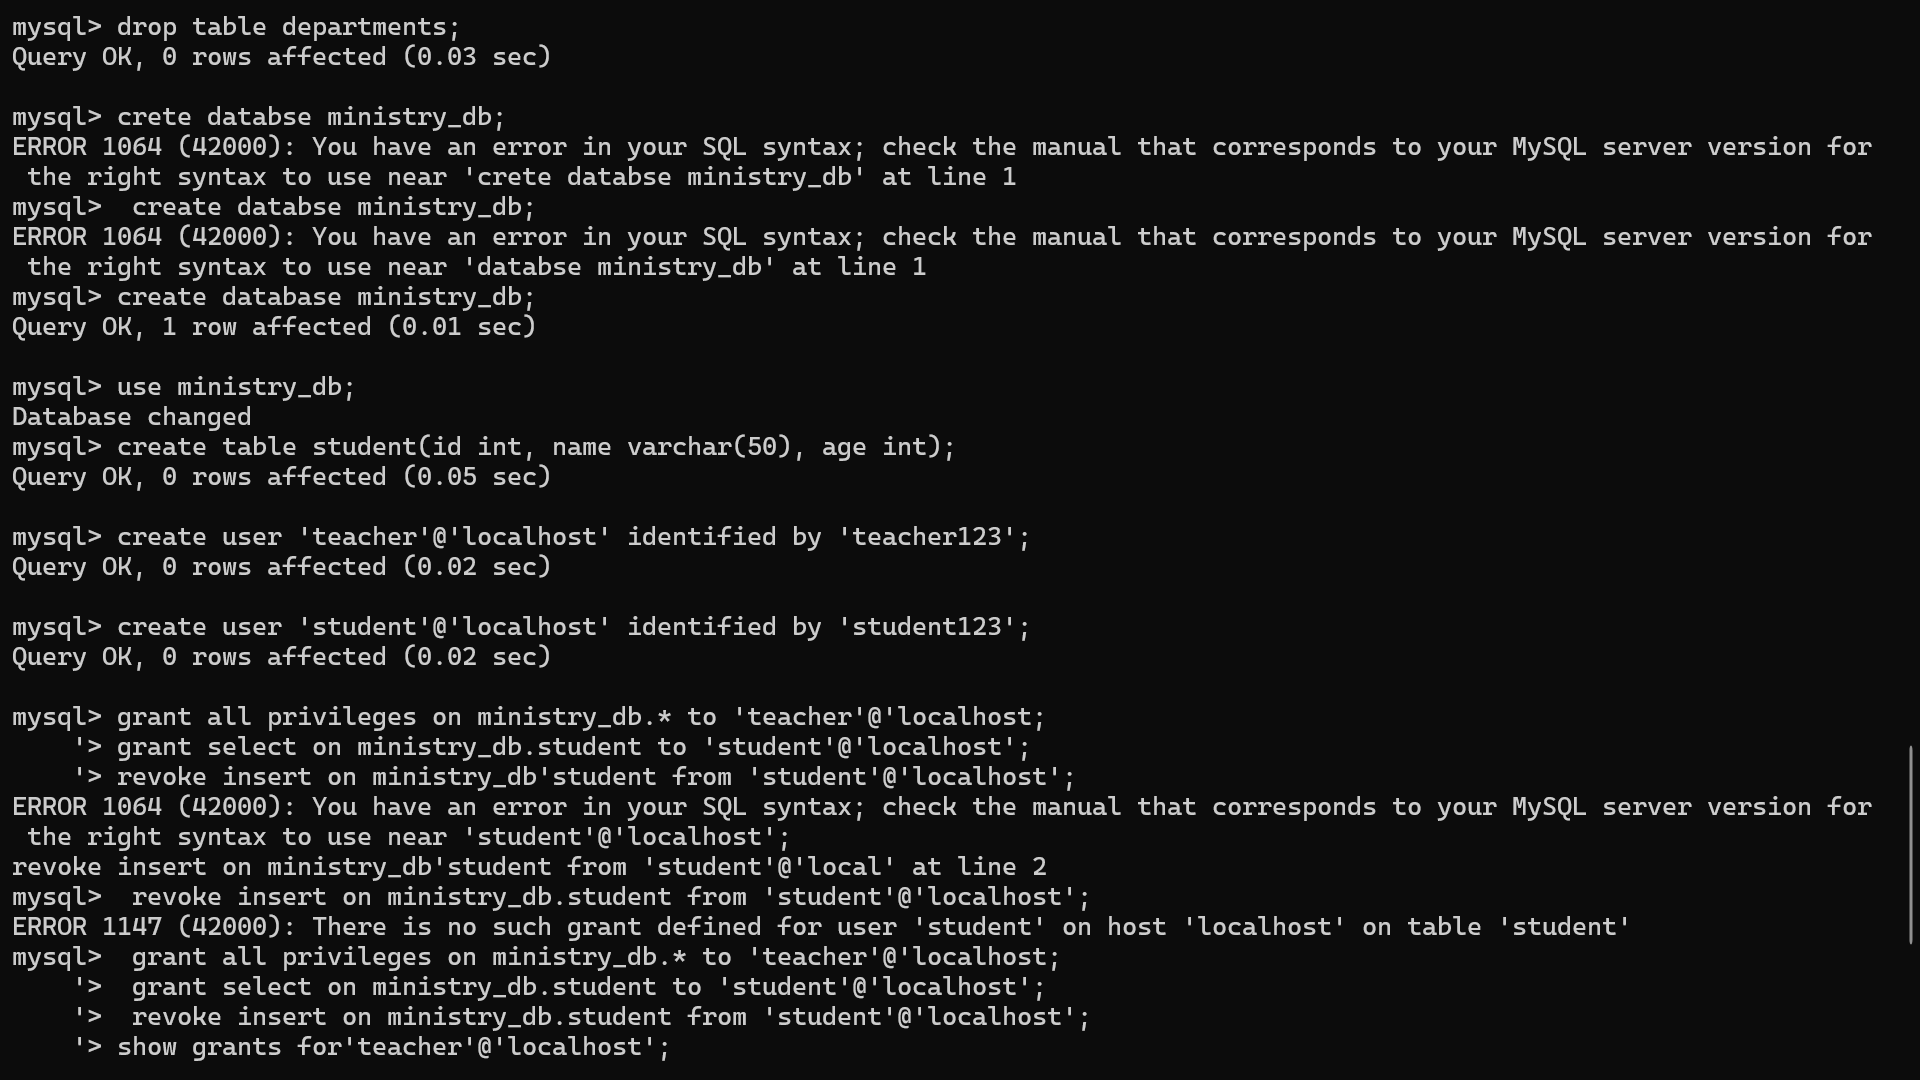 mysql> drop table departments;
Query OK, 0 rows affected (0.03 sec)
mysql> crete databse ministry_db;
ERROR 1064 (42000): You have an error in your SQL syntax; check the manual that corresponds to your MySQL server version for
 the right syntax to use near 'crete databse ministry_db' at line 1
mysql>  create databse ministry_db;
ERROR 1064 (42000): You have an error in your SQL syntax; check the manual that corresponds to your MySQL server version for
 the right syntax to use near 'databse ministry_db' at line 1
mysql> create database ministry_db;
Query OK, 1 row affected (0.01 sec)
mysql> use ministry_db;
Database changed
mysql> create table student(id int, name varchar(50), age int);
Query OK, 0 rows affected (0.05 sec)
mysql> create user 'teacher'@'localhost' identified by 'teacher123';
Query OK, 0 rows affected (0.02 sec)
mysql> create user 'student'@'localhost' identified by 'student123';
Query OK, 0 rows affected (0.02 sec)
mysql> grant all privileges on ministry_db.* to 'teacher'@'localhost;
    '> grant select on ministry_db.student to 'student'@'localhost';
    '> revoke insert on ministry_db'student from 'student'@'localhost';
ERROR 1064 (42000): You have an error in your SQL syntax; check the manual that corresponds to your MySQL server version for
 the right syntax to use near 'student'@'localhost';
revoke insert on ministry_db'student from 'student'@'local' at line 2
mysql>  revoke insert on ministry_db.student from 'student'@'localhost';
ERROR 1147 (42000): There is no such grant defined for user 'student' on host 'localhost' on table 'student'
mysql>  grant all privileges on ministry_db.* to 'teacher'@'localhost;
    '>  grant select on ministry_db.student to 'student'@'localhost';
    '>  revoke insert on ministry_db.student from 'student'@'localhost';
    '> show grants for'teacher'@'localhost';